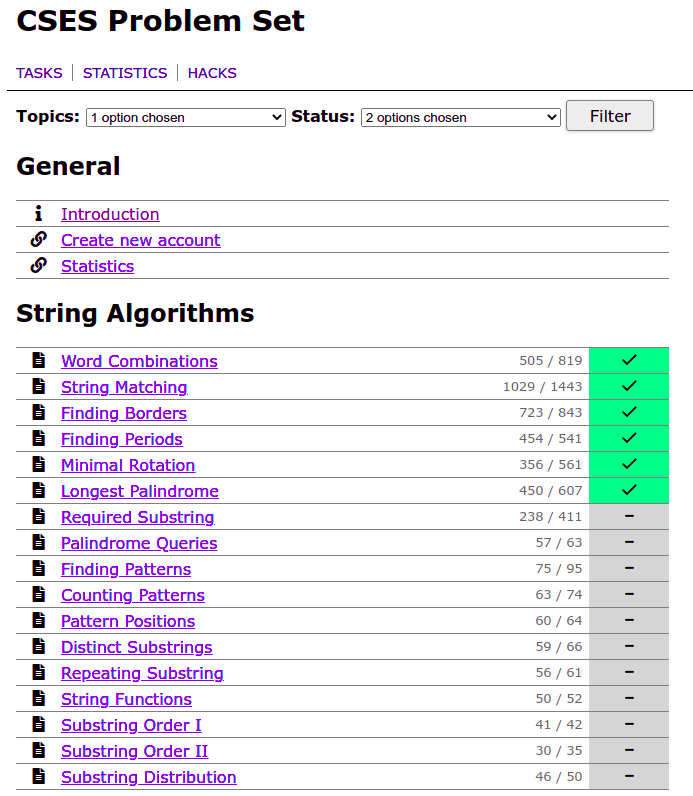 CSES Problem Set
TASKS STATISTICS HACKS
Topics: 1 option chosen Status: 2 options chosen Filter
General
Introduction
Create new account
Statistics
String Algorithms
Word Combinations 505 / 819
String Matching 1029 / 1443
Finding Borders 723 / 843
Finding Periods 454 / 541
Minimal Rotation 356 / 561
Longest Palindrome 450 / 607
Required Substring 238 / 411 –
Palindrome Queries 57 / 63 –
Finding Patterns 75 / 95 –
Counting Patterns 63 / 74 –
Pattern Positions 60 / 64 –
Distinct Substrings 59 / 66 –
Repeating Substring 56 / 61 –
String Functions 50 / 52 –
Substring Order I 41 / 42 –
Substring Order II 30 / 35 –
Substring Distribution 46 / 50 –